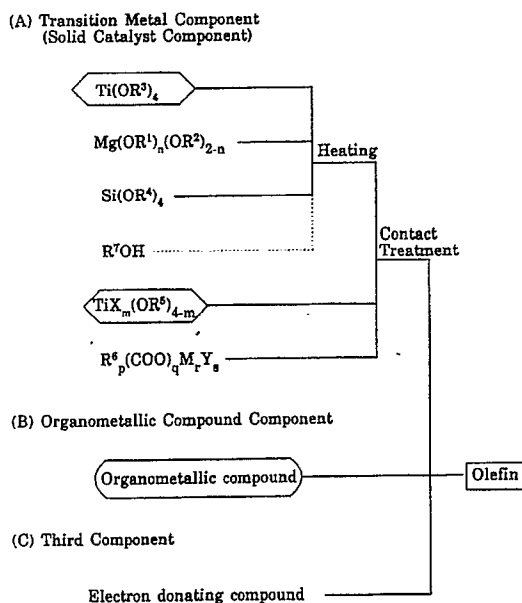 (A) Transition Metal Component
(Solid Catalyst Component)
Ti(OR³)₄
Mg(OR¹)ₙ(OR²)₂₋ₙ
Heating
Si(OR⁴)₄
R⁷OH
Contact
Treatment
TiXₘ(OR⁵)₄₋ₘ
R⁶ₚ(COO)qMᵣYₛ
(B) Organometallic Compound Component
Organometallic compound
Olefin
(C) Third Component
Electron donating compound